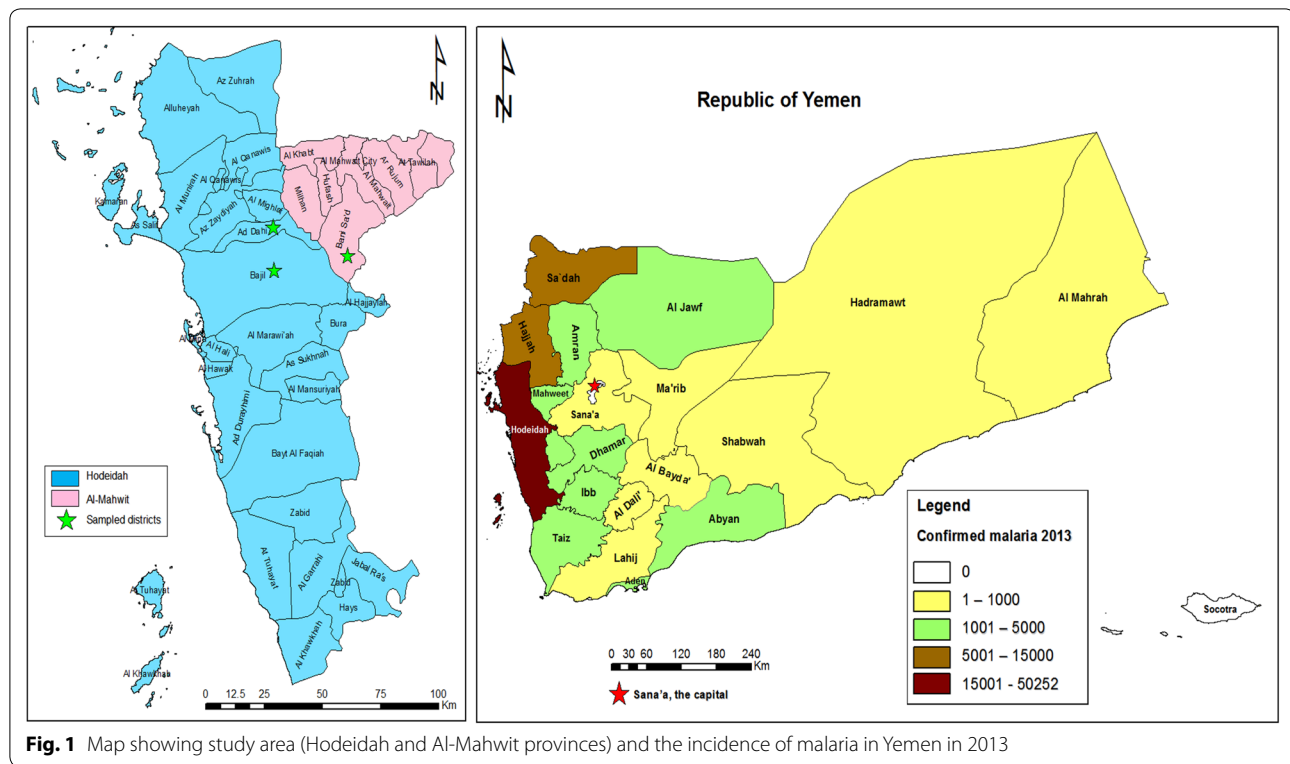 N
Az Zuhrah
Alluheyah
Al Qanawis
Al Khabt
Al Mahwait City
Ar Rujum
At Tawilah
Al Mahwait
Hufash
Milhan
Al Munirah
Al Qanawis
Az Zaydiyah
Al Mighlaf
Kamaran
As Salif
Ad Dahi
Bani Sa'd
Bajil
Al Hajjaylah
Bura
Al Marawi'ah
Al Hali
Al Hawak
As Sukhnah
Al Mansuriyah
Ad Durayhimi
Bayt Al Faqiah
Zabid
At Tuhayat
Al Garrahi
Jabal Ra's
Zabid
Hays
Al Khawkhah
At Tuhayat
Al Khawkhah
Hodeidah
Al-Mahwit
Sampled districts
0 12.5 25 50 75 100
Km
N
Republic of Yemen
Sa`dah
Al Jawf
Hadramawt
Al Mahrah
Hajjah
Amran
Mahweet
Ma'rib
Sana'a
Hodeidah
Shabwah
Dhamar
Al Bayda'
Ibb
Al Dali'
Abyan
Taiz
Lahij
Aden
Socotra
0 30 60 120 180 240
Km
Sana'a, the capital
Legend
Confirmed malaria 2013
0
1 – 1000
1001 – 5000
5001 – 15000
15001 - 50252
Fig. 1 Map showing study area (Hodeidah and Al-Mahwit provinces) and the incidence of malaria in Yemen in 2013